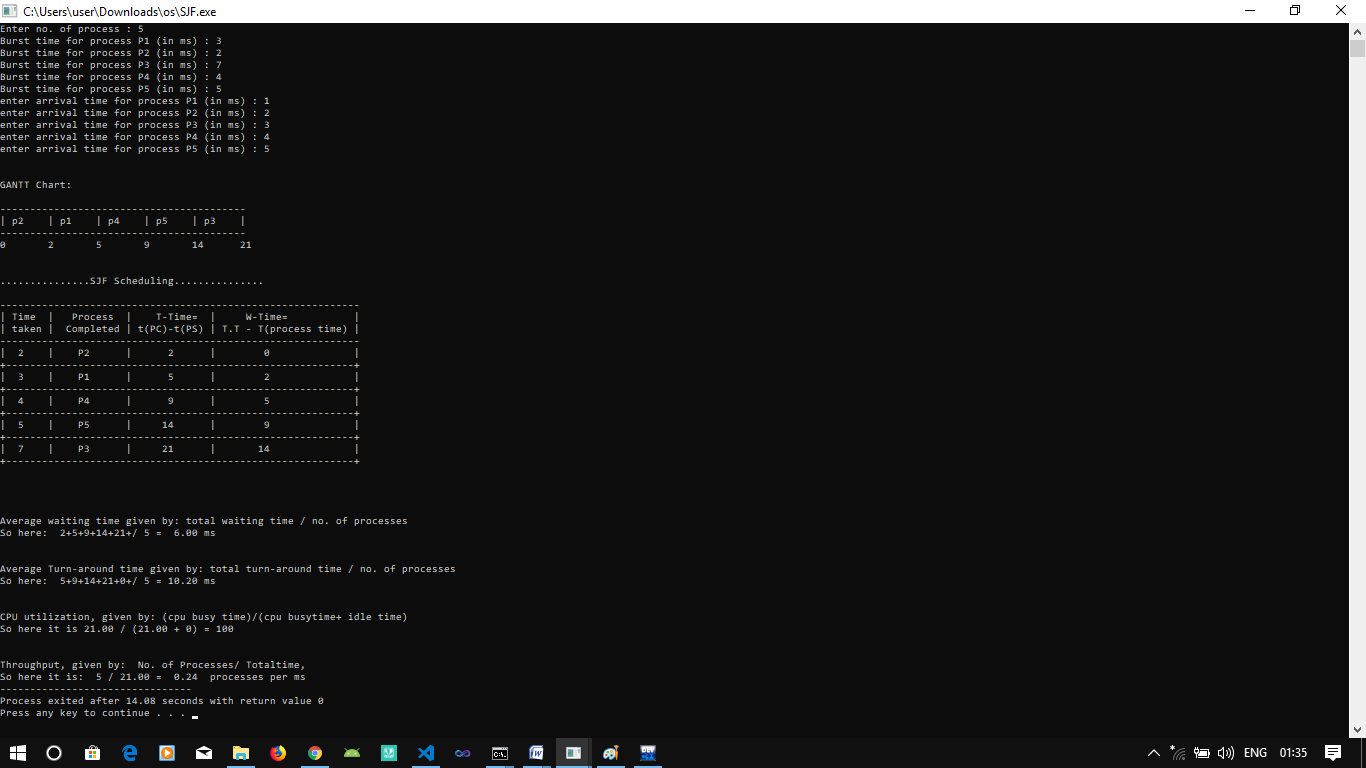 C:\Users\user\Downloads\os\SJF.exe
Enter no. of process : 5
Burst time for process P1 (in ms) : 3
Burst time for process P2 (in ms) : 2
Burst time for process P3 (in ms) : 7
Burst time for process P4 (in ms) : 4
Burst time for process P5 (in ms) : 5
enter arrival time for process P1 (in ms) : 1
enter arrival time for process P2 (in ms) : 2
enter arrival time for process P3 (in ms) : 3
enter arrival time for process P4 (in ms) : 4
enter arrival time for process P5 (in ms) : 5
GANTT Chart:
-----------------------------------------
| p2    | p1    | p4    | p5    | p3    |
-----------------------------------------
0       2       5       9       14      21
...............SJF Scheduling...............
------------------------------------------------------------
| Time  |   Process  |    T-Time=  |     W-Time=           |
| taken |  Completed | t(PC)-t(PS) | T.T - T(process time) |
------------------------------------------------------------
|  2    |    P2      |      2      |        0              |
+----------------------------------------------------------+
|  3    |    P1      |      5      |        2              |
+----------------------------------------------------------+
|  4    |    P4      |      9      |        5              |
+----------------------------------------------------------+
|  5    |    P5      |     14      |        9              |
+----------------------------------------------------------+
|  7    |    P3      |     21      |       14              |
+----------------------------------------------------------+
Average waiting time given by: total waiting time / no. of processes
So here:  2+5+9+14+21+/ 5 =  6.00 ms
Average Turn-around time given by: total turn-around time / no. of processes
So here:  5+9+14+21+0+/ 5 = 10.20 ms
CPU utilization, given by: (cpu busy time)/(cpu busytime+ idle time)
So here it is 21.00 / (21.00 + 0) = 100
Throughput, given by:  No. of Processes/ Totaltime,
So here it is:  5 / 21.00 =  0.24  processes per ms
--------------------------------
Process exited after 14.08 seconds with return value 0
Press any key to continue . . .
C:\
W
DEV
ENG
01:35